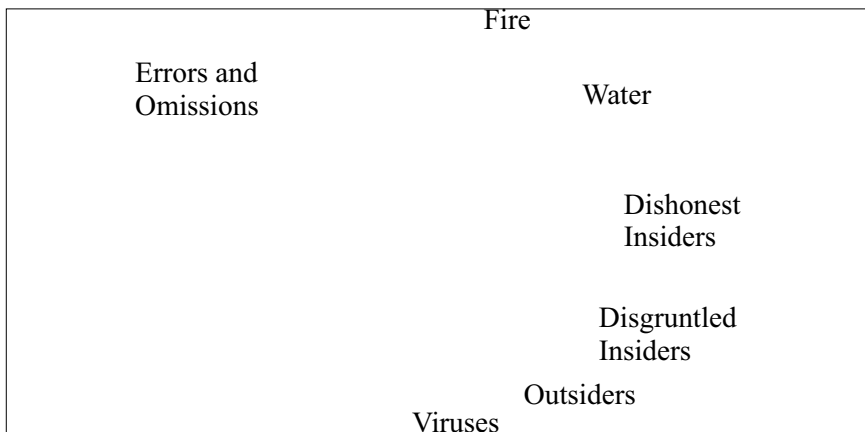 Fire
Errors and
Omissions
Water
Dishonest
Insiders
Disgruntled
Insiders
Outsiders
Viruses